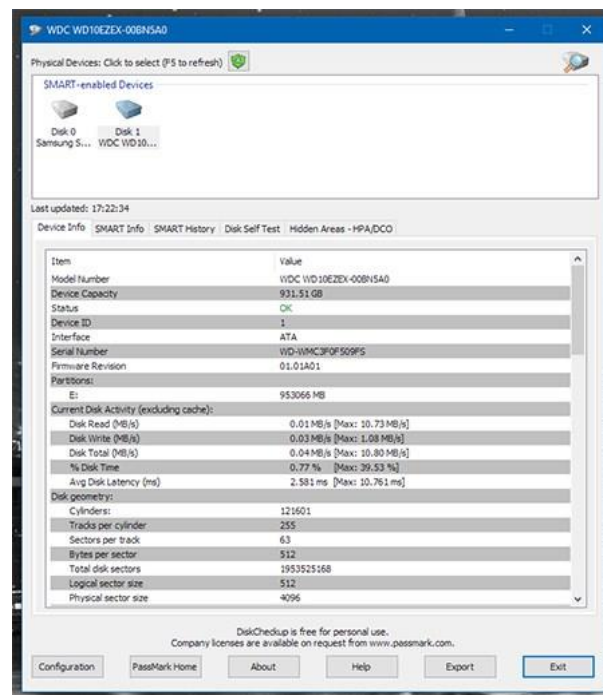 WDC WD10EZEX-00BN5A0
Physical Devices: Click to select (F5 to refresh)
SMART-enabled Devices
Disk 0 Disk 1
Samsung S... WDC WD10...
Last updated: 17:22:34
Device Info SMART Info SMART History Disk Self Test Hidden Areas - HPA/DCO
Item Value
Model Number WDC WD10EZEX-00BN5A0
Device Capacity 931.51 GB
Status OK
Device ID 1
Interface ATA
Serial Number WD-WMC3F0F509FS
Firmware Revision 01.01A01
Partitions:
E: 953066 MB
Current Disk Activity (excluding cache):
Disk Read (MB/s) 0.01 MB/s [Max: 10.73 MB/s]
Disk Write (MB/s) 0.03 MB/s [Max: 1.08 MB/s]
Disk Total (MB/s) 0.04 MB/s [Max: 10.80 MB/s]
% Disk Time 0.77 % [Max: 39.53 %]
Avg Disk Latency (ms) 2.581 ms [Max: 10.761 ms]
Disk geometry:
Cylinders: 121601
Tracks per cylinder 255
Sectors per track 63
Bytes per sector 512
Total disk sectors 1953525168
Logical sector size 512
Physical sector size 4096
DiskCheckup is free for personal use.
Company licenses are available on request from www.passmark.com.
Configuration PassMark Home About Help Export Exit